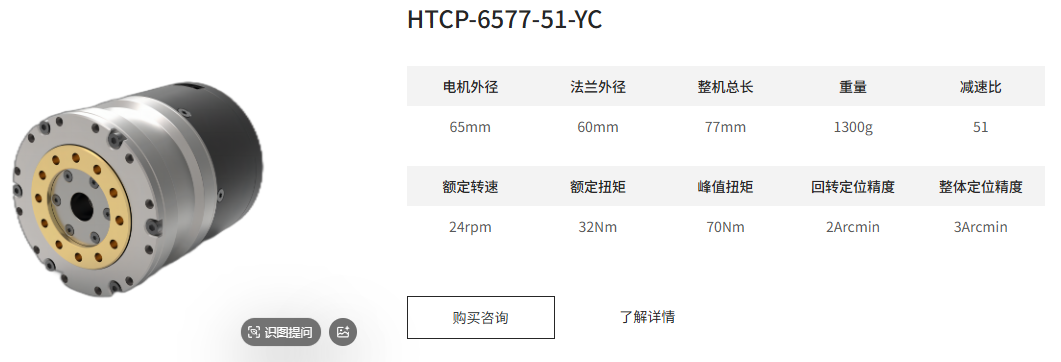 HTCP-6577-51-YC
电机外径 法兰外径 整机总长 重量 减速比
65mm 60mm 77mm 1300g 51
额定转速 额定扭矩 峰值扭矩 回转定位精度 整体定位精度
24rpm 32Nm 70Nm 2Arcmin 3Arcmin
购买咨询 了解详情
识图提问